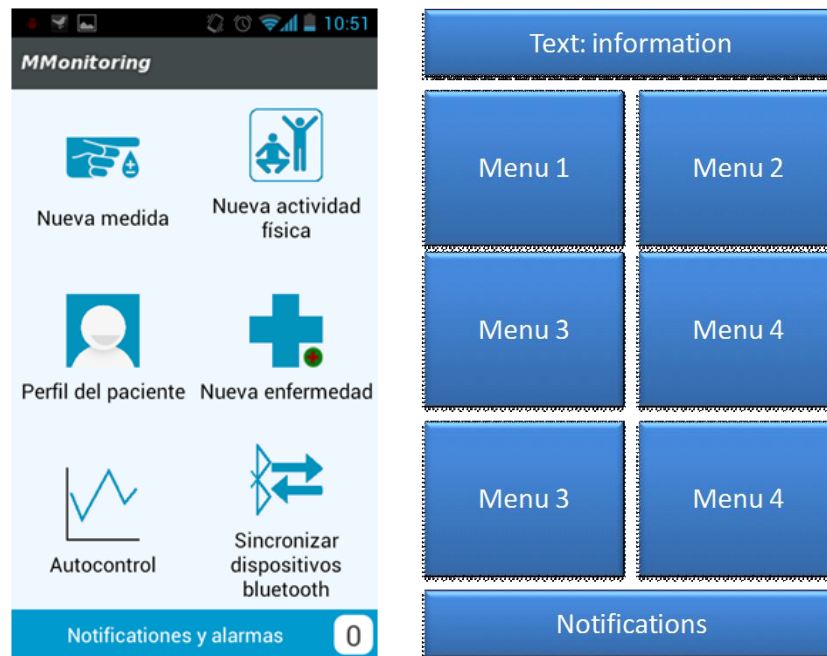 10:51
MMonitoring
Nueva medida
Nueva actividad
física
Perfil del paciente
Nueva enfermedad
Autocontrol
Sincronizar
dispositivos
bluetooth
Notificationes y alarmas
0
Text: information
Menu 1
Menu 2
Menu 3
Menu 4
Menu 3
Menu 4
Notifications